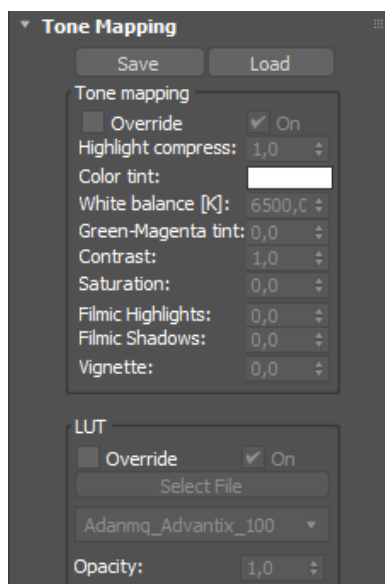 Tone Mapping
Save Load
Tone mapping
Override On
Highlight compress: 1,0
Color tint:
White balance [K]: 6500,0
Green-Magenta tint: 0,0
Contrast: 1,0
Saturation: 0,0
Filmic Highlights: 0,0
Filmic Shadows: 0,0
Vignette: 0,0
LUT
Override On
Select File
Adanmq_Advantix_100
Opacity: 1,0